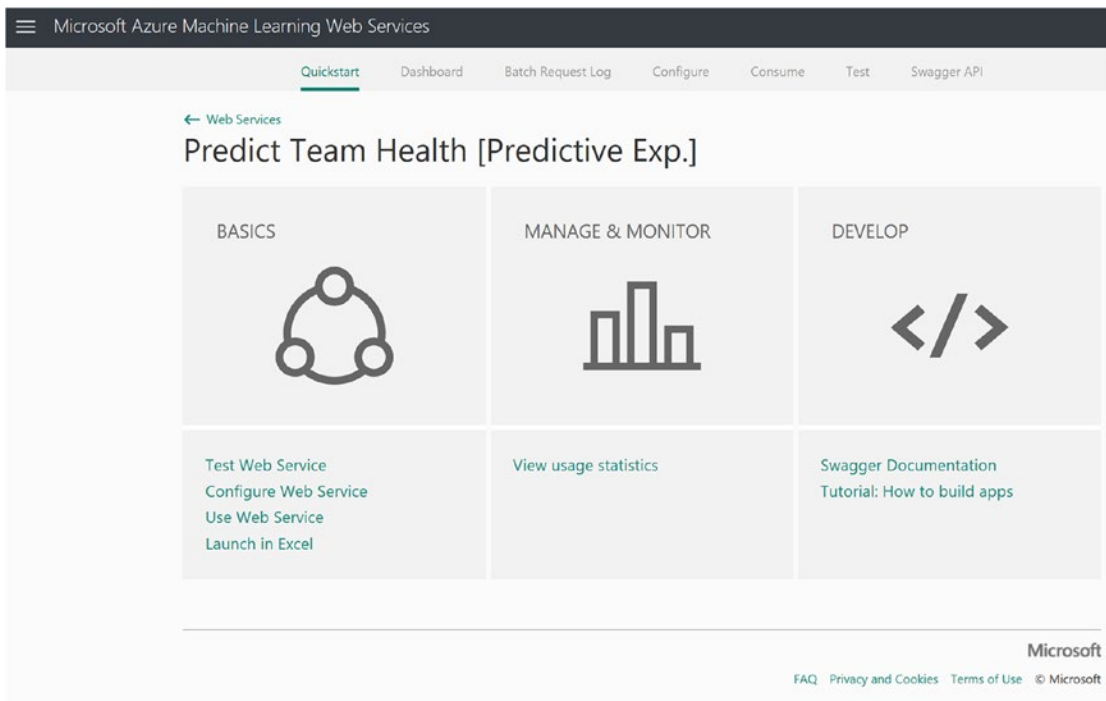 Microsoft Azure Machine Learning Web Services
Quickstart Dashboard Batch Request Log Configure Consume Test Swagger API
← Web Services
Predict Team Health [Predictive Exp.]
BASICS
Test Web Service
Configure Web Service
Use Web Service
Launch in Excel
MANAGE & MONITOR
View usage statistics
DEVELOP
</>
Swagger Documentation
Tutorial: How to build apps
Microsoft
FAQ Privacy and Cookies Terms of Use © Microsoft